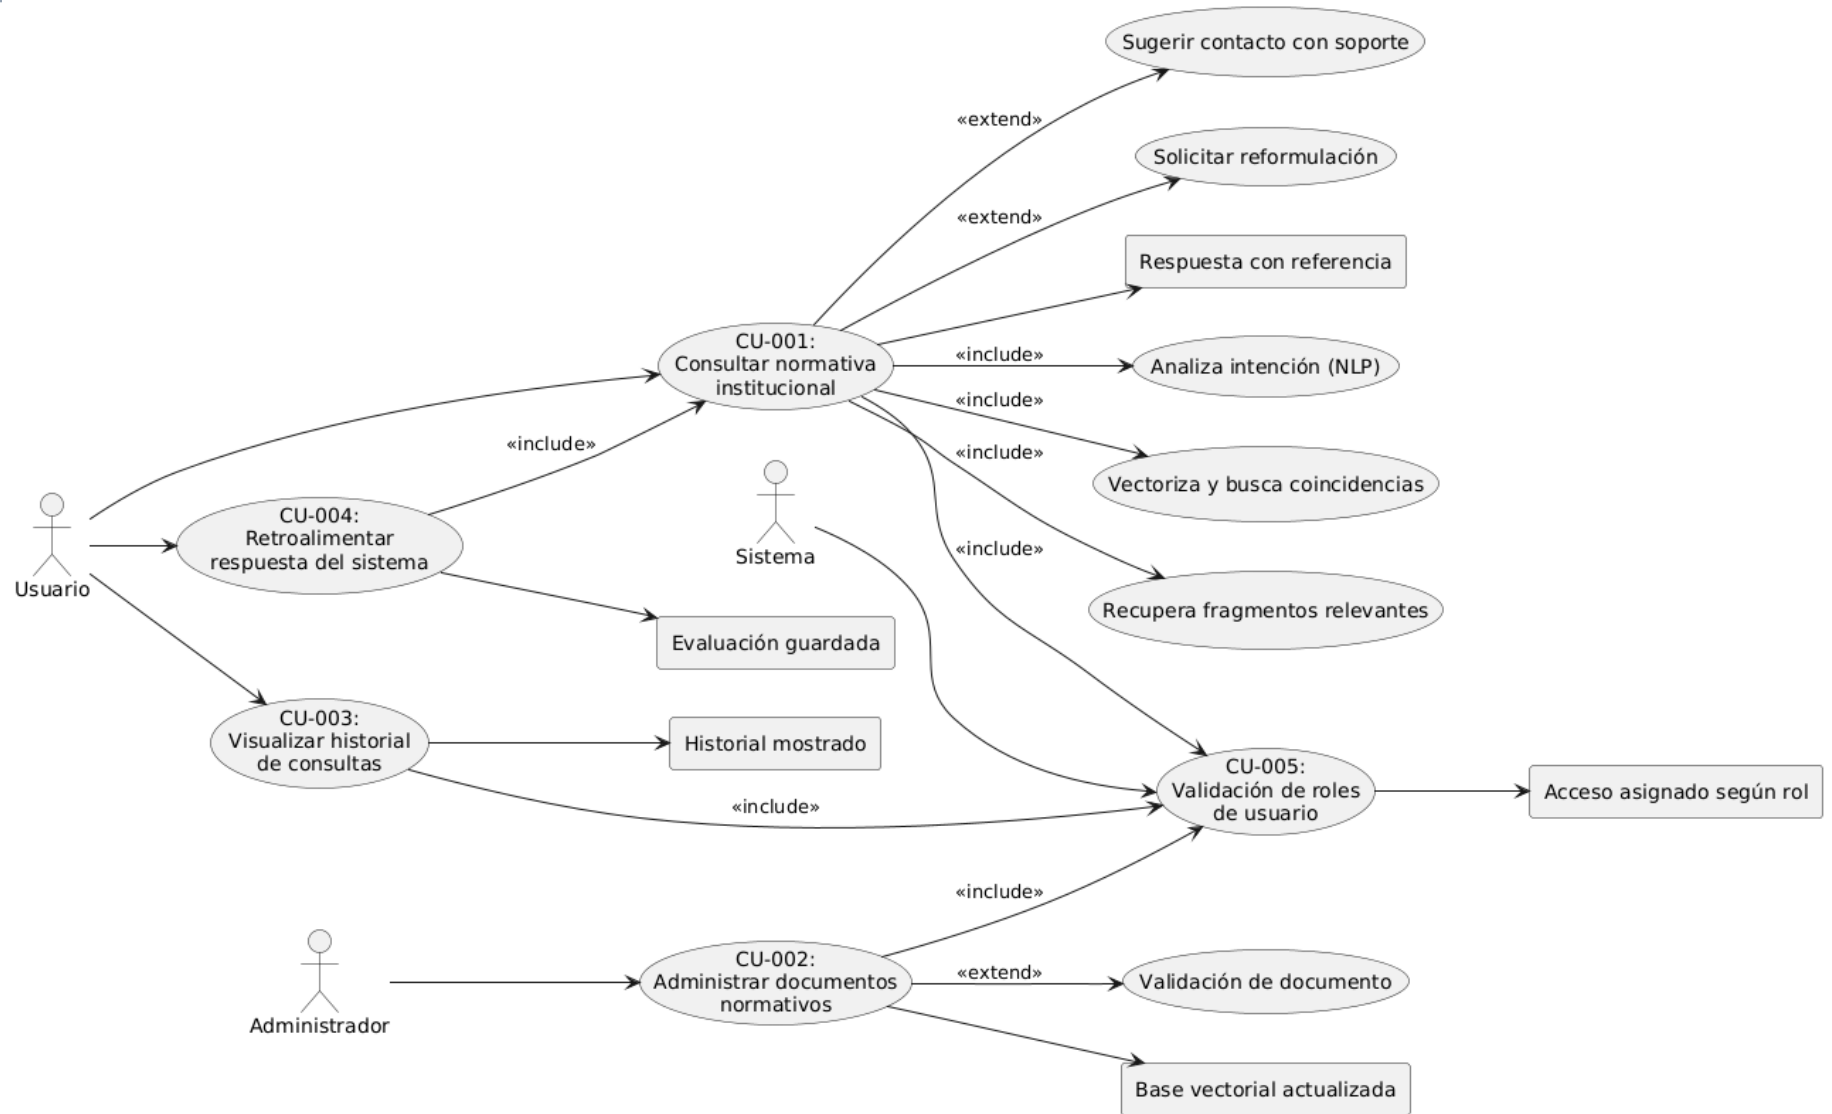 Sugerir contacto con soporte
«extend»
Solicitar reformulación
«extend»
Respuesta con referencia
CU-001:
Consultar normativa
institucional
«include»
Analiza intención (NLP)
«include»
«include»
«include»
Vectoriza y busca coincidencias
Sistema
«include»
CU-004:
Retroalimentar
respuesta del sistema
Usuario
Recupera fragmentos relevantes
Evaluación guardada
CU-003:
Visualizar historial
de consultas
Historial mostrado
«include»
CU-005:
Validación de roles
de usuario
Acceso asignado según rol
«include»
Administrador
CU-002:
Administrar documentos
normativos
«extend»
Validación de documento
Base vectorial actualizada